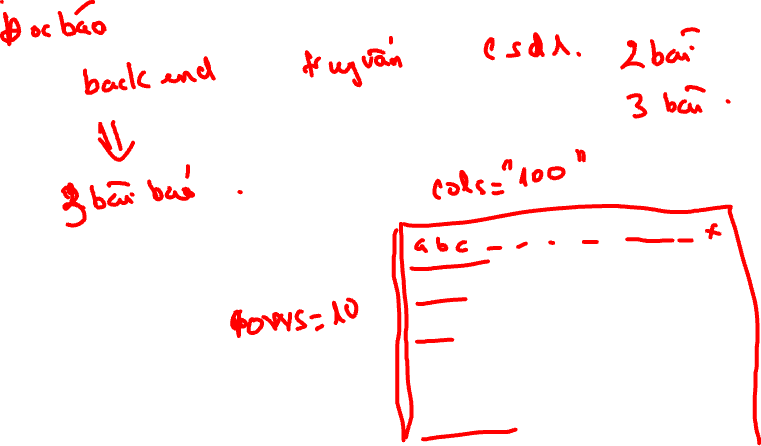 Đọc báo
back end truy vấn csdl. 2 bài
3 bài.
⇓
3 bài báo.
cols="100"
abc - - . - — — x
rows=10